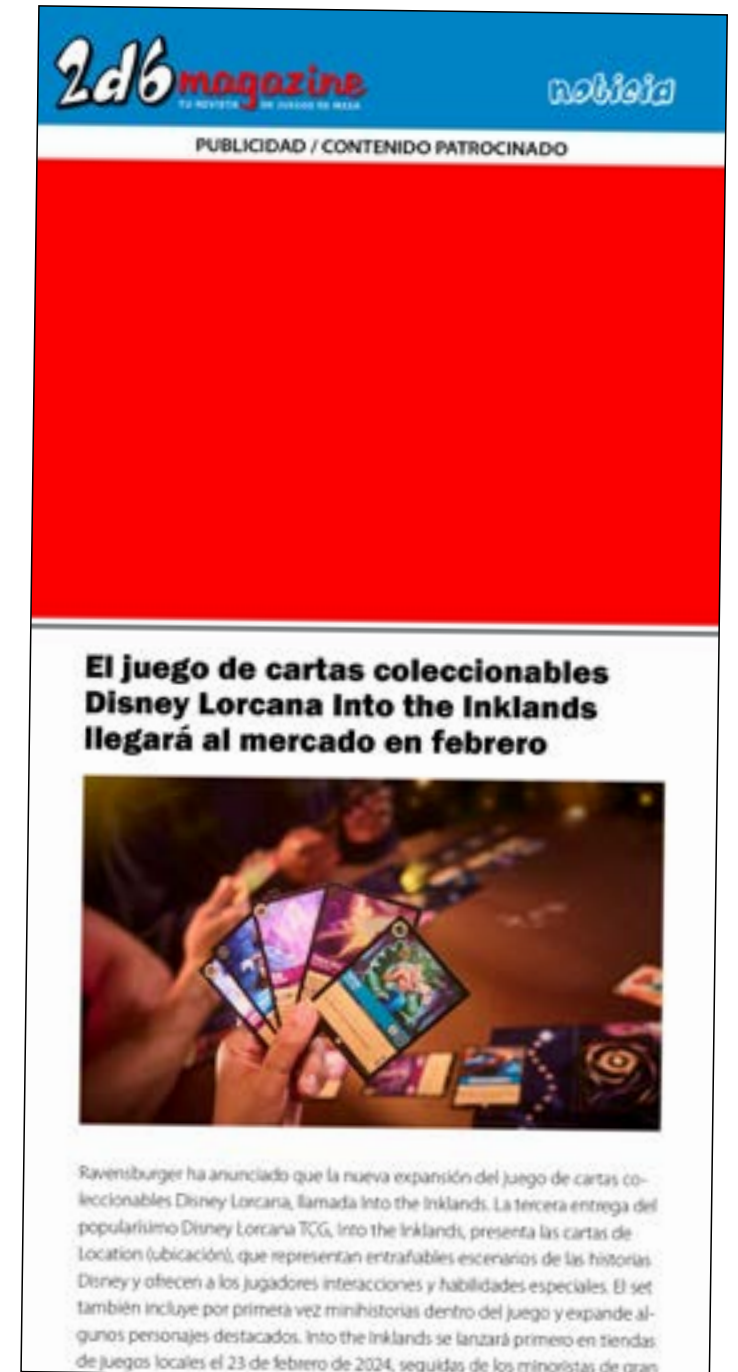 2d6 magazine
TU REVISTA DE JUEGOS DE MESA
noticia
PUBLICIDAD / CONTENIDO PATROCINADO
El juego de cartas coleccionables
Disney Lorcana Into the Inklands
llegará al mercado en febrero
Ravensburger ha anunciado que la nueva expansión del juego de cartas co-
leccionables Disney Lorcana, llamada Into the Inklands. La tercera entrega del
popularísimo Disney Lorcana TCG, Into the Inklands, presenta las cartas de
Location (ubicación), que representan entrañables escenarios de las historias
Disney y ofrecen a los jugadores interacciones y habilidades especiales. El set
también incluye por primera vez minihistorias dentro del juego y expande al-
gunos personajes destacados. Into the Inklands se lanzará primero en tiendas
de juegos locales el 23 de febrero de 2024, seguidas de los minoristas de gran